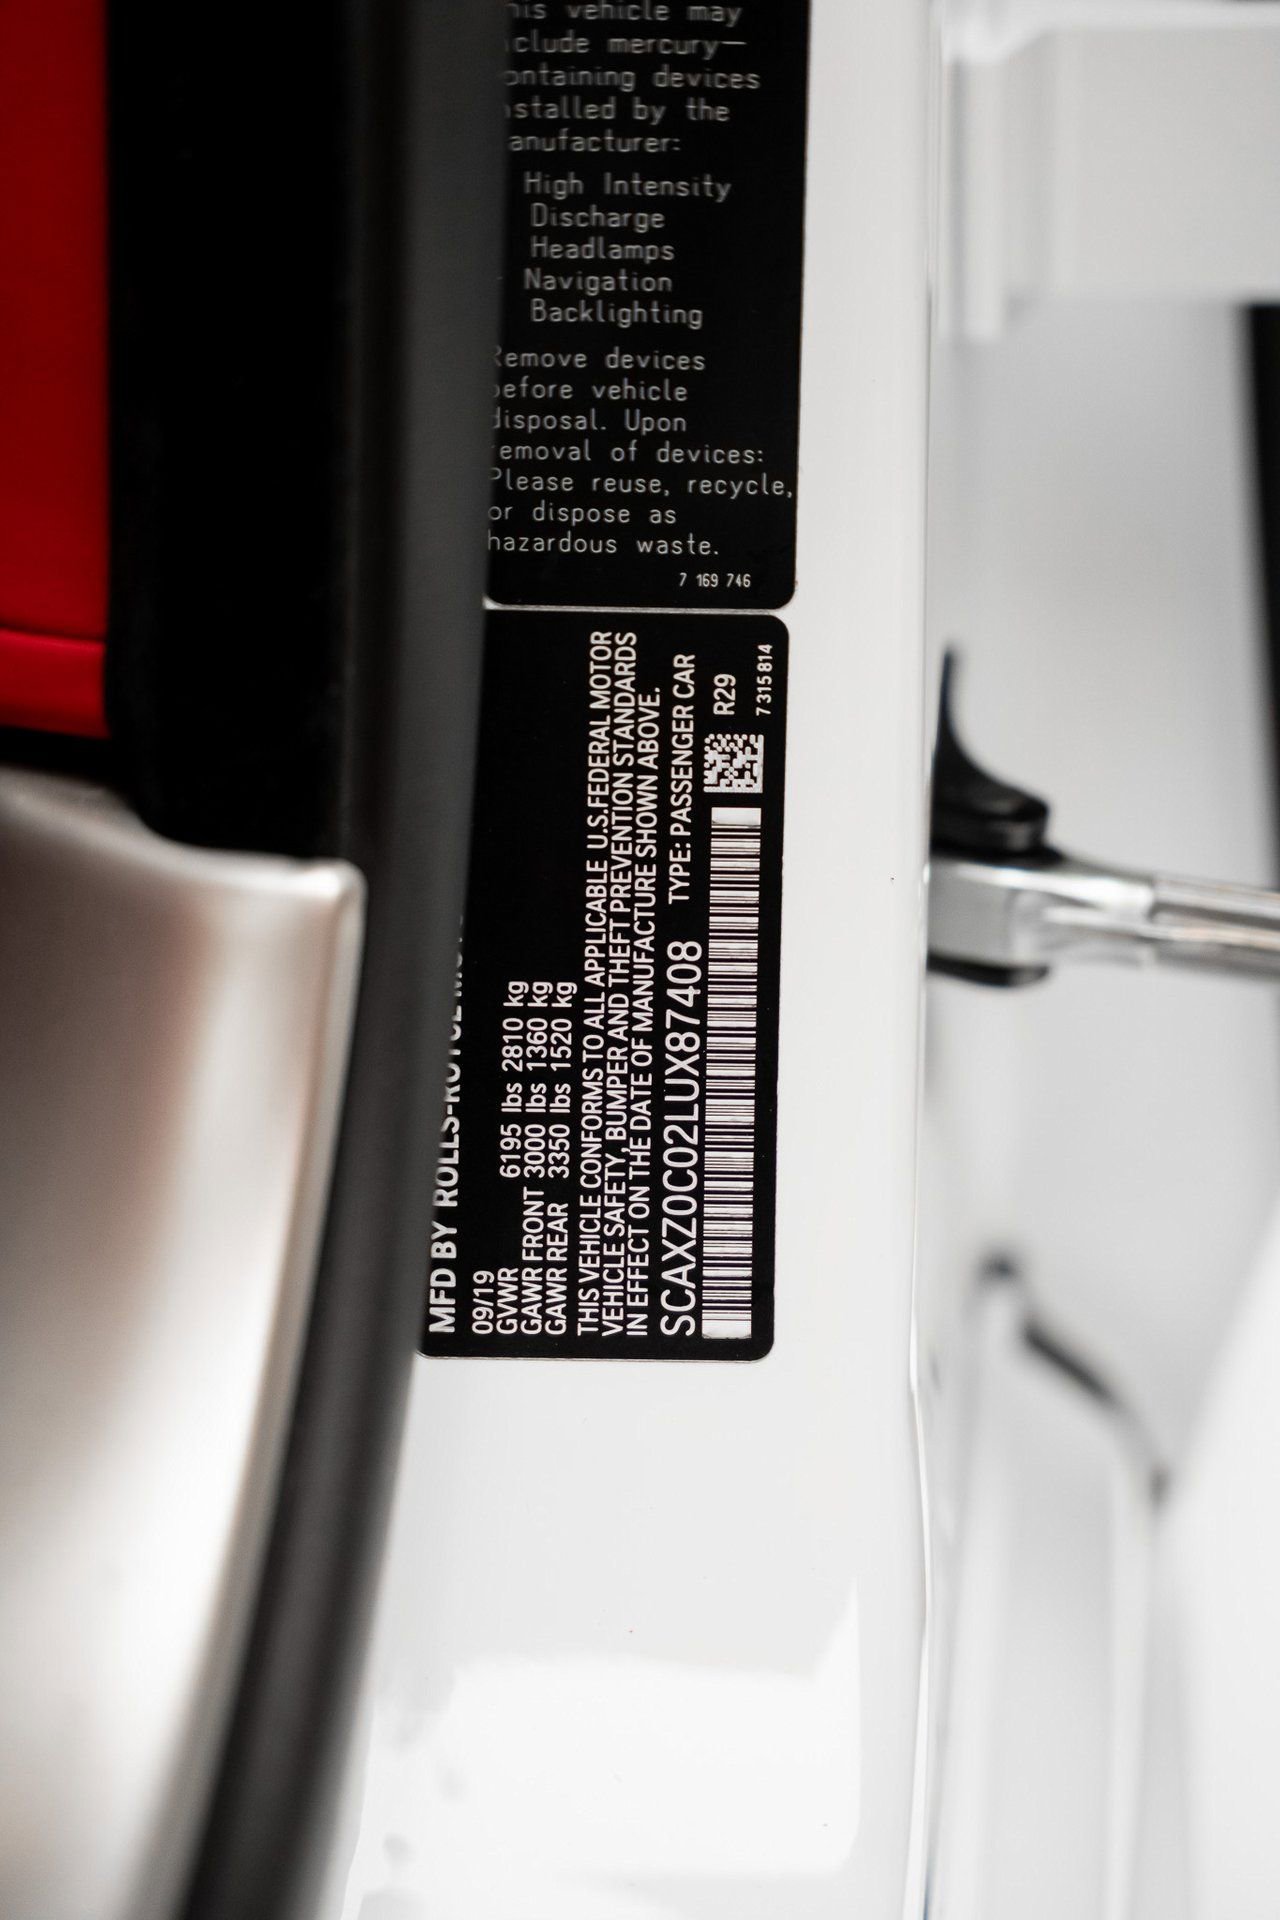 his vehicle may
clude mercury—
ontaining devices
nstalled by the
anufacturer:
High Intensity
Discharge
Headlamps
Navigation
Backlighting
Remove devices
before vehicle
disposal. Upon
removal of devices:
Please reuse, recycle,
or dispose as
hazardous waste.
7 169 746
MFD BY ROLLS-ROYCE
09/19
GVWR 6195 lbs 2810 kg
GAWR FRONT 3000 lbs 1360 kg
GAWR REAR 3350 lbs 1520 kg
THIS VEHICLE CONFORMS TO ALL APPLICABLE U.S.FEDERAL MOTOR
VEHICLE SAFETY, BUMPER AND THEFT PREVENTION STANDARDS
IN EFFECT ON THE DATE OF MANUFACTURE SHOWN ABOVE.
SCAXZ0C02LUX87408 TYPE: PASSENGER CAR
R29
7 315 814